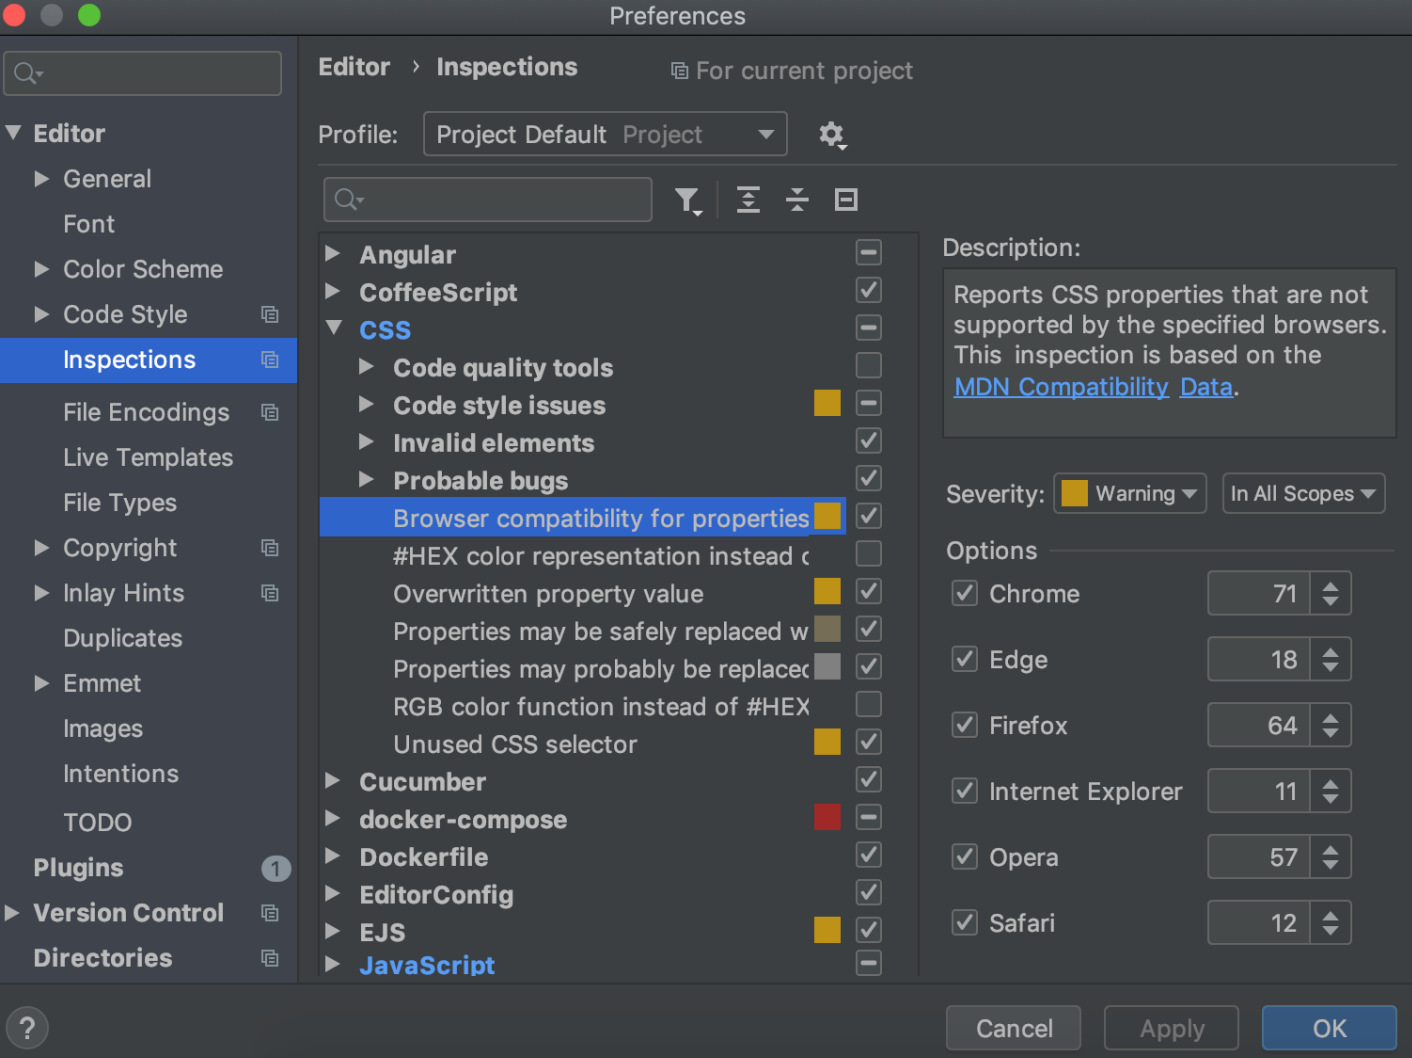 Preferences
Editor › Inspections
For current project
Editor
General
Font
Color Scheme
Code Style
Inspections
File Encodings
Live Templates
File Types
Copyright
Inlay Hints
Duplicates
Emmet
Images
Intentions
TODO
Plugins 1
Version Control
Directories
Profile: Project Default Project
Angular
CoffeeScript
CSS
Code quality tools
Code style issues
Invalid elements
Probable bugs
Browser compatibility for properties
#HEX color representation instead
Overwritten property value
Properties may be safely replaced w
Properties may probably be replaced
RGB color function instead of #HEX
Unused CSS selector
Cucumber
docker-compose
Dockerfile
EditorConfig
EJS
JavaScript
Description:
Reports CSS properties that are not
supported by the specified browsers.
This inspection is based on the
MDN Compatibility Data.
Severity: Warning In All Scopes
Options
Chrome 71
Edge 18
Firefox 64
Internet Explorer 11
Opera 57
Safari 12
?
Cancel
Apply
OK